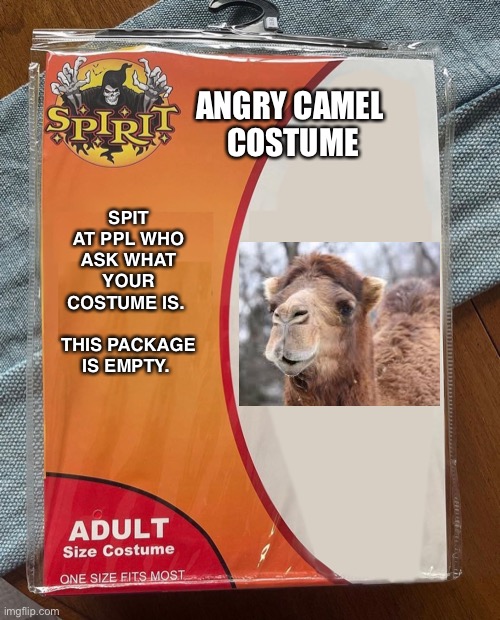 SPIRIT
ANGRY CAMEL
COSTUME
SPIT
AT PPL WHO
ASK WHAT
YOUR
COSTUME IS.
THIS PACKAGE
IS EMPTY.
ADULT
Size Costume
ONE SIZE FITS MOST
imgflip.com